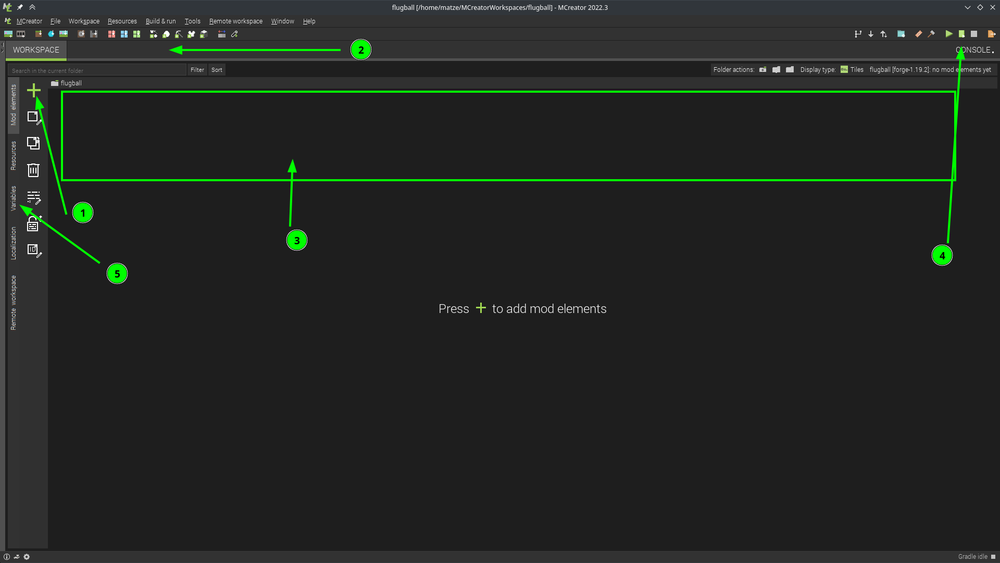 flugball [/home/matze/MCreatorWorkspaces/flugball] - MCreator 2022.3
MCreator File Workspace Resources Build & run Tools Remote workspace Window Help
WORKSPACE
2
CONSOLE
Search in the current folder
Filter
Sort
Folder actions:
Display type:
Tiles
flugball [forge-1.19.2]: no mod elements yet
flugball
Mod elements
Resources
Variables
Localization
Remote workspace
ID
1
3
4
5
Press + to add mod elements
Gradle idle